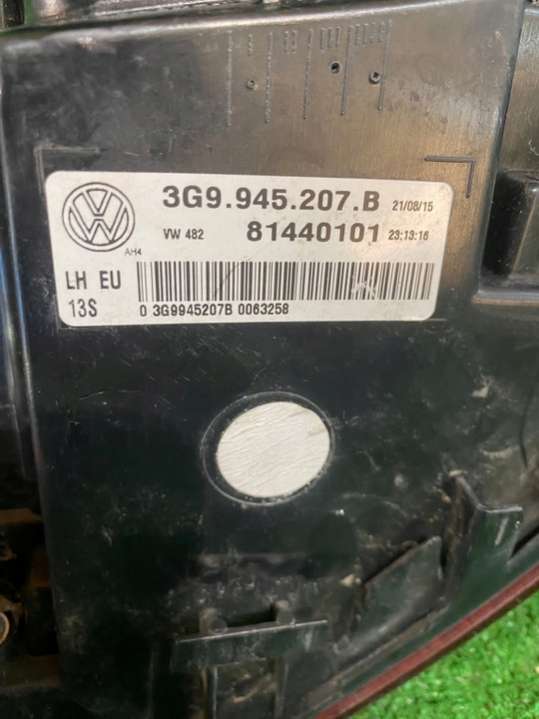 3G9.945.207.B 21/08/15
VW 482 81440101 23:13:16
AH4
LH EU
13S 0 3G9945207B 0063258